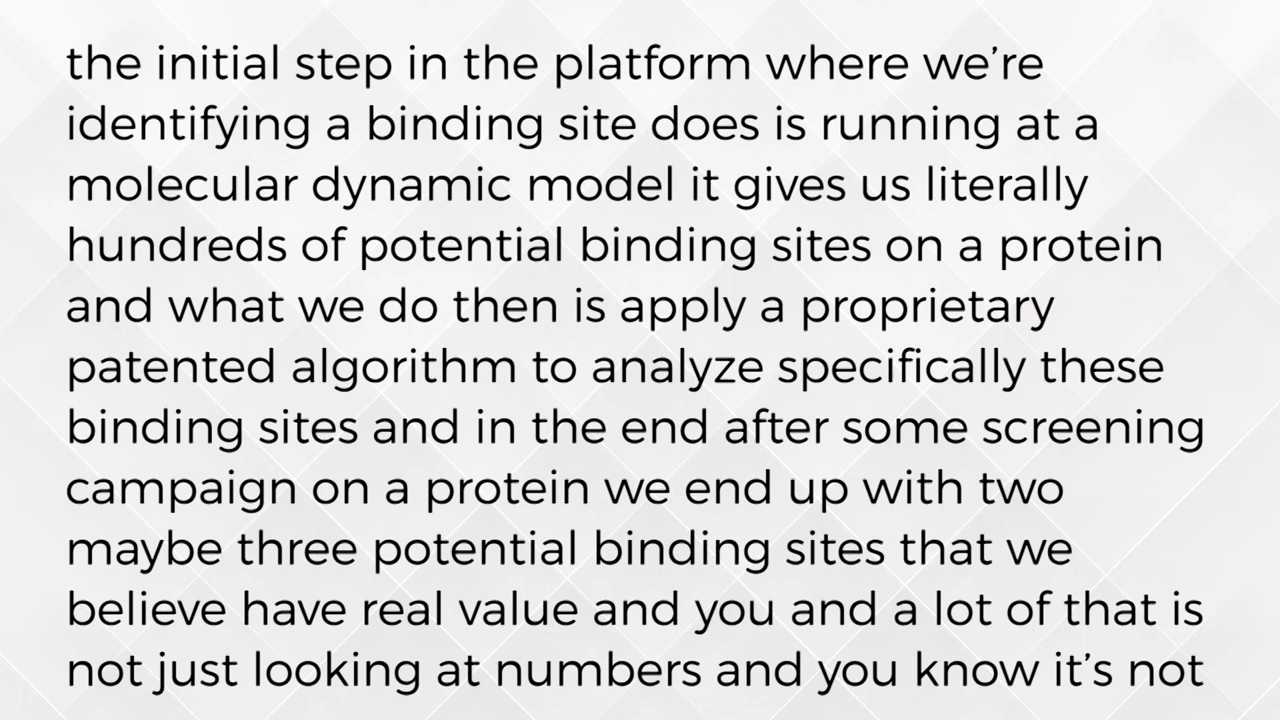 the initial step in the platform where we’re
identifying a binding site does is running at a
molecular dynamic model it gives us literally
hundreds of potential binding sites on a protein
and what we do then is apply a proprietary
patented algorithm to analyze specifically these
binding sites and in the end after some screening
campaign on a protein we end up with two
maybe three potential binding sites that we
believe have real value and you and a lot of that is
not just looking at numbers and you know it’s not